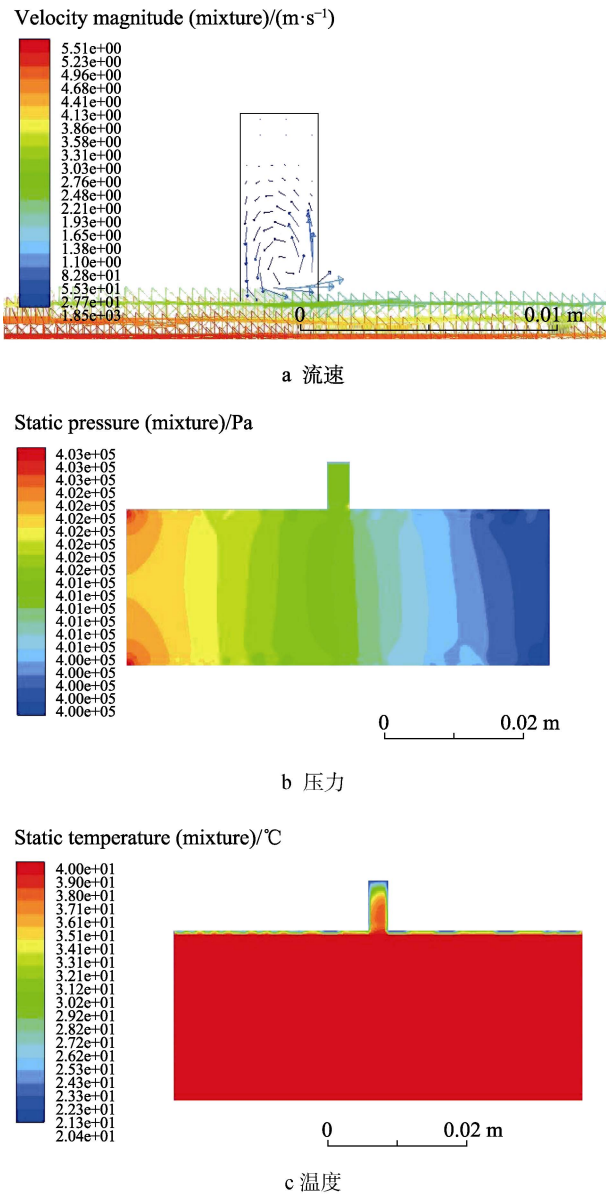 Velocity magnitude (mixture)/(m·s⁻¹)
5.51e+00
5.23e+00
4.96e+00
4.68e+00
4.41e+00
4.13e+00
3.86e+00
3.58e+00
3.31e+00
3.03e+00
2.76e+00
2.48e+00
2.21e+00
1.93e+00
1.65e+00
1.38e+00
1.10e+00
8.28e+01
5.53e+01
2.77e+01
1.85e+03
0 0.01 m
a 流速
Static pressure (mixture)/Pa
4.03e+05
4.03e+05
4.03e+05
4.02e+05
4.02e+05
4.02e+05
4.02e+05
4.02e+05
4.02e+05
4.01e+05
4.01e+05
4.01e+05
4.01e+05
4.01e+05
4.01e+05
4.00e+05
4.00e+05
4.00e+05
4.00e+05
0 0.02 m
b 压力
Static temperature (mixture)/℃
4.00e+01
3.90e+01
3.80e+01
3.71e+01
3.61e+01
3.51e+01
3.41e+01
3.31e+01
3.21e+01
3.12e+01
3.02e+01
2.92e+01
2.82e+01
2.72e+01
2.62e+01
2.53e+01
2.43e+01
2.33e+01
2.23e+01
2.13e+01
2.04e+01
0 0.02 m
c 温度